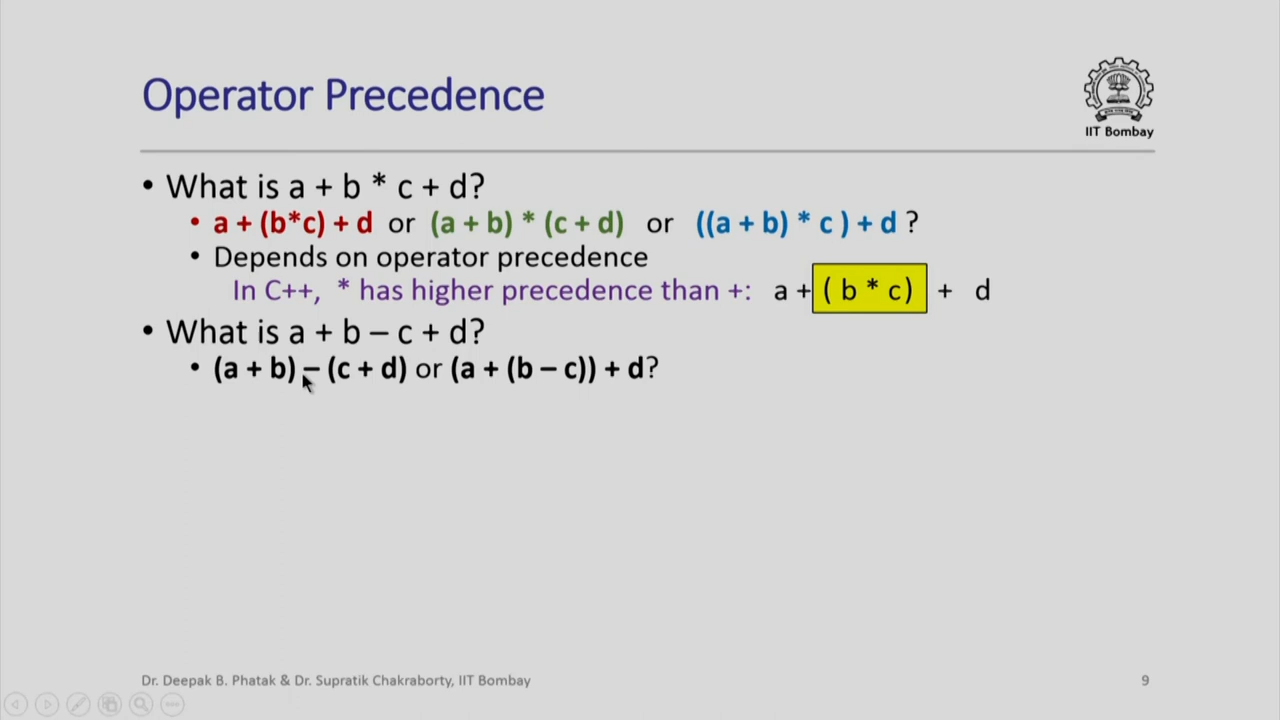 Operator Precedence
IIT Bombay
• What is a + b * c + d?
• a + (b*c) + d or (a + b) * (c + d) or ((a + b) * c ) + d ?
• Depends on operator precedence
In C++, * has higher precedence than +: a + ( b * c) + d
• What is a + b – c + d?
• (a + b) – (c + d) or (a + (b – c)) + d?
Dr. Deepak B. Phatak & Dr. Supratik Chakraborty, IIT Bombay
9